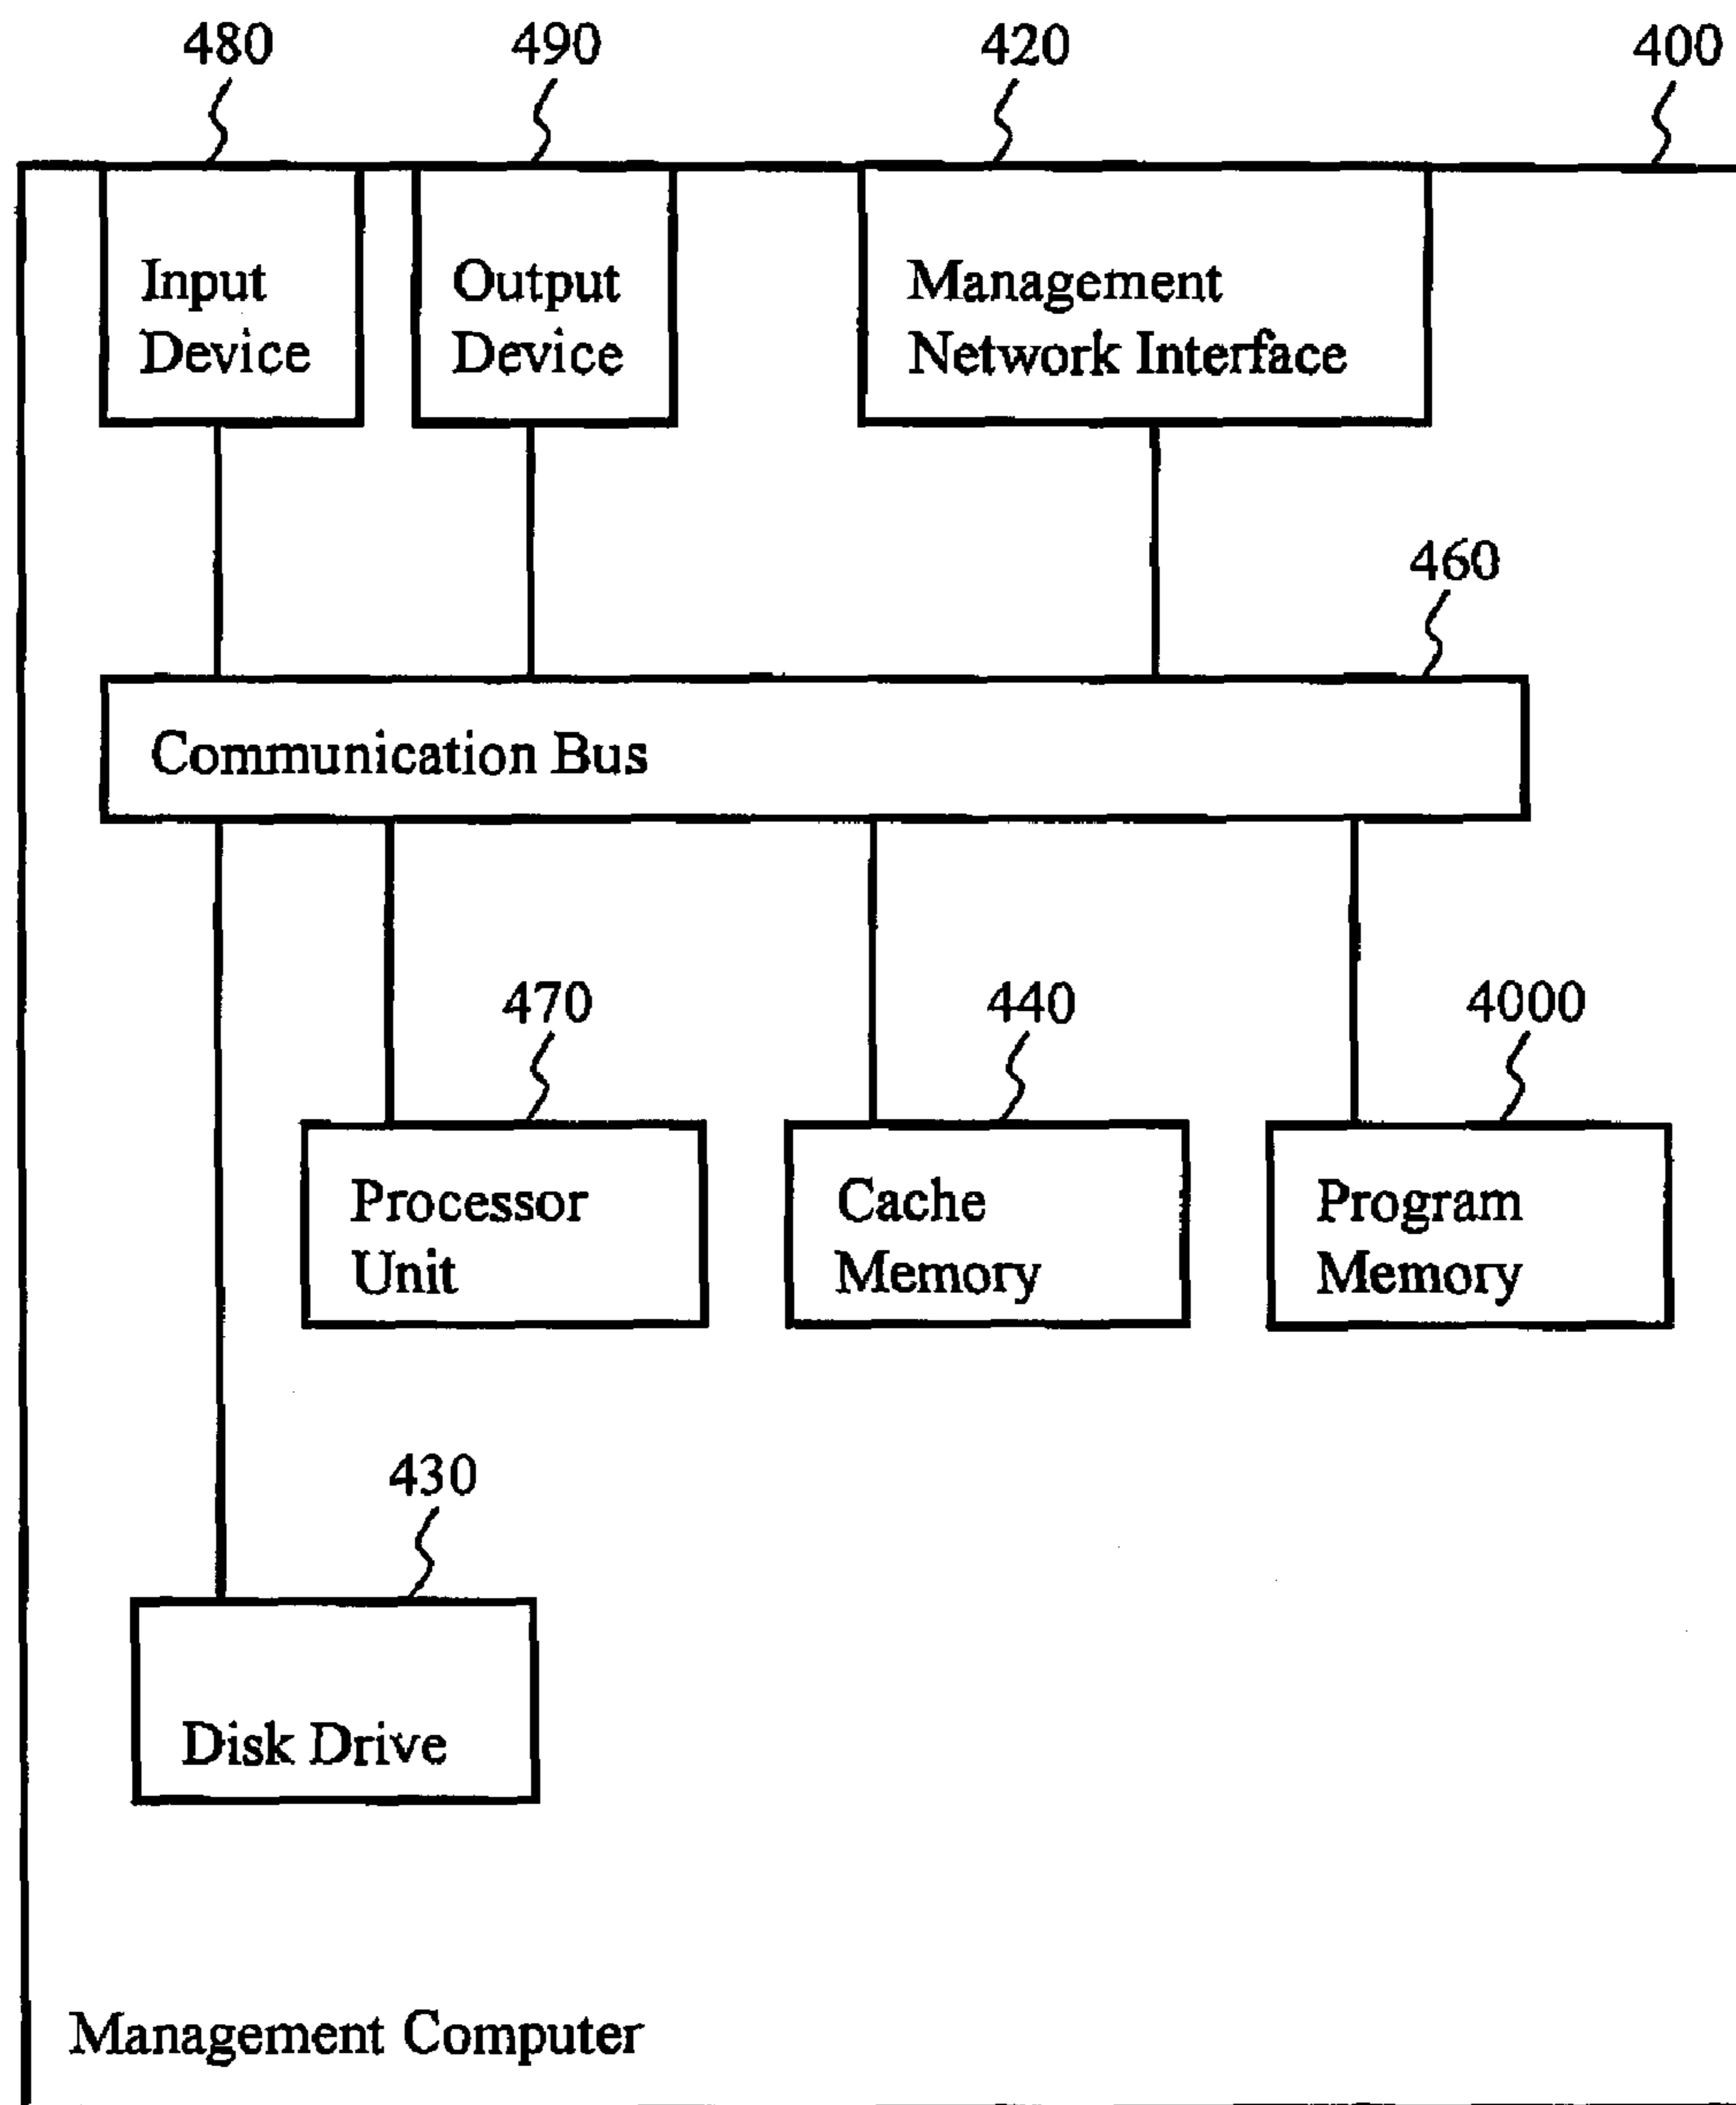 480
490
420
400
Input
Device
Output
Device
Management
Network Interface
460
Communication Bus
470
440
4000
Processor
Unit
Cache
Memory
Program
Memory
430
Disk Drive
Management Computer